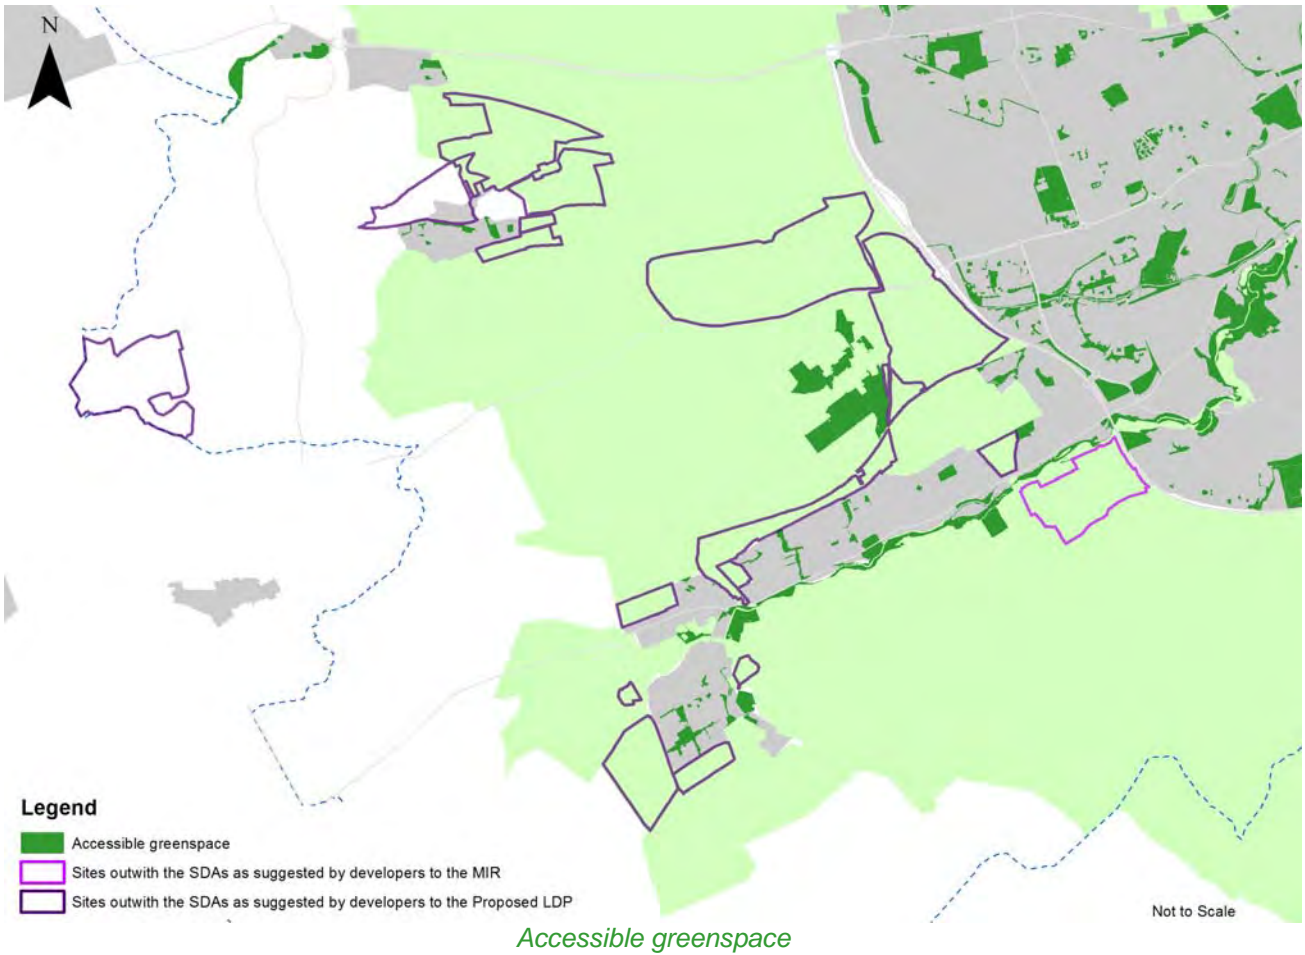 N
Legend
Accessible greenspace
Sites outwith the SDAs as suggested by developers to the MIR
Sites outwith the SDAs as suggested by developers to the Proposed LDP
Not to Scale
Accessible greenspace